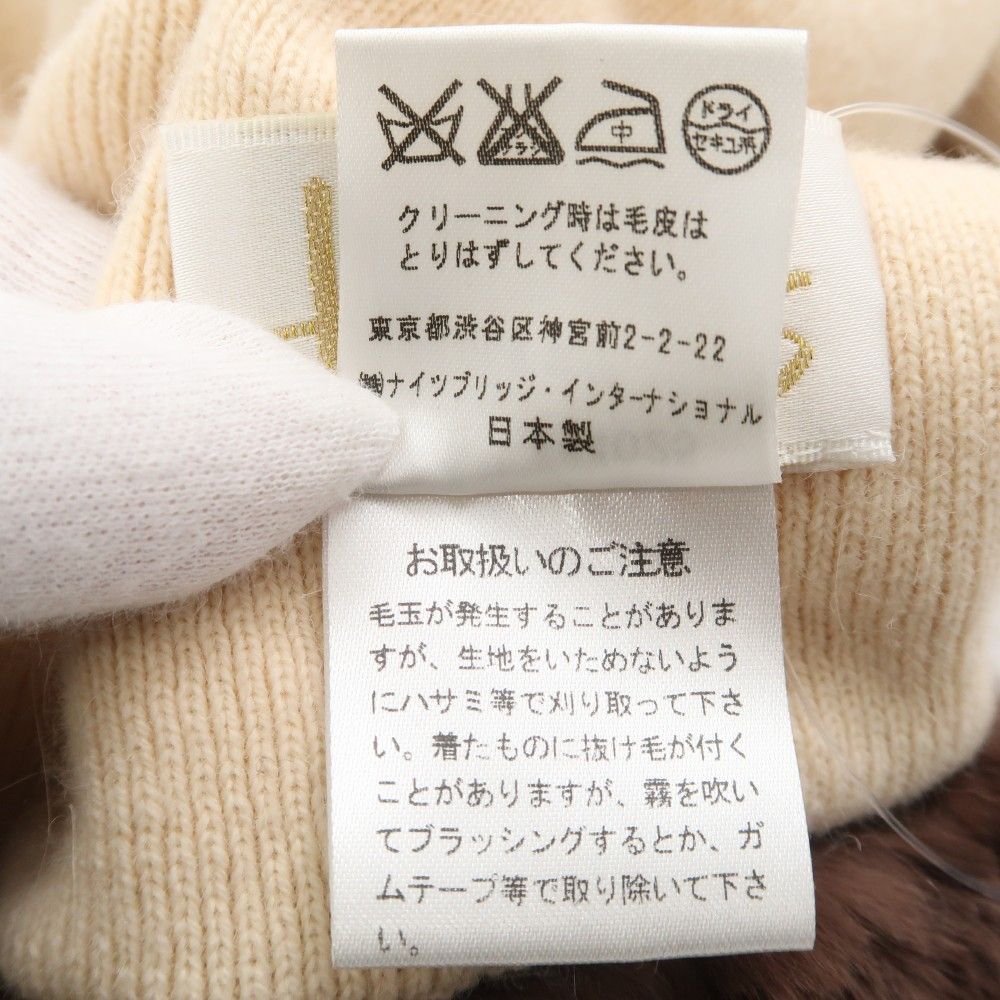 エンソ
サラシ
中
ドライ
セキユ系
クリーニング時は毛皮は
とりはずしてください。
東京都渋谷区神宮前2-2-22
㈱ナイツブリッジ・インターナショナル
日本製
お取扱いのご注意
毛玉が発生することがありま
すが、生地をいためないよう
にハサミ等で刈り取って下さ
い。着たものに抜け毛が付く
ことがありますが、霧を吹い
てブラッシングするとか、ガ
ムテープ等で取り除いて下さ
い。